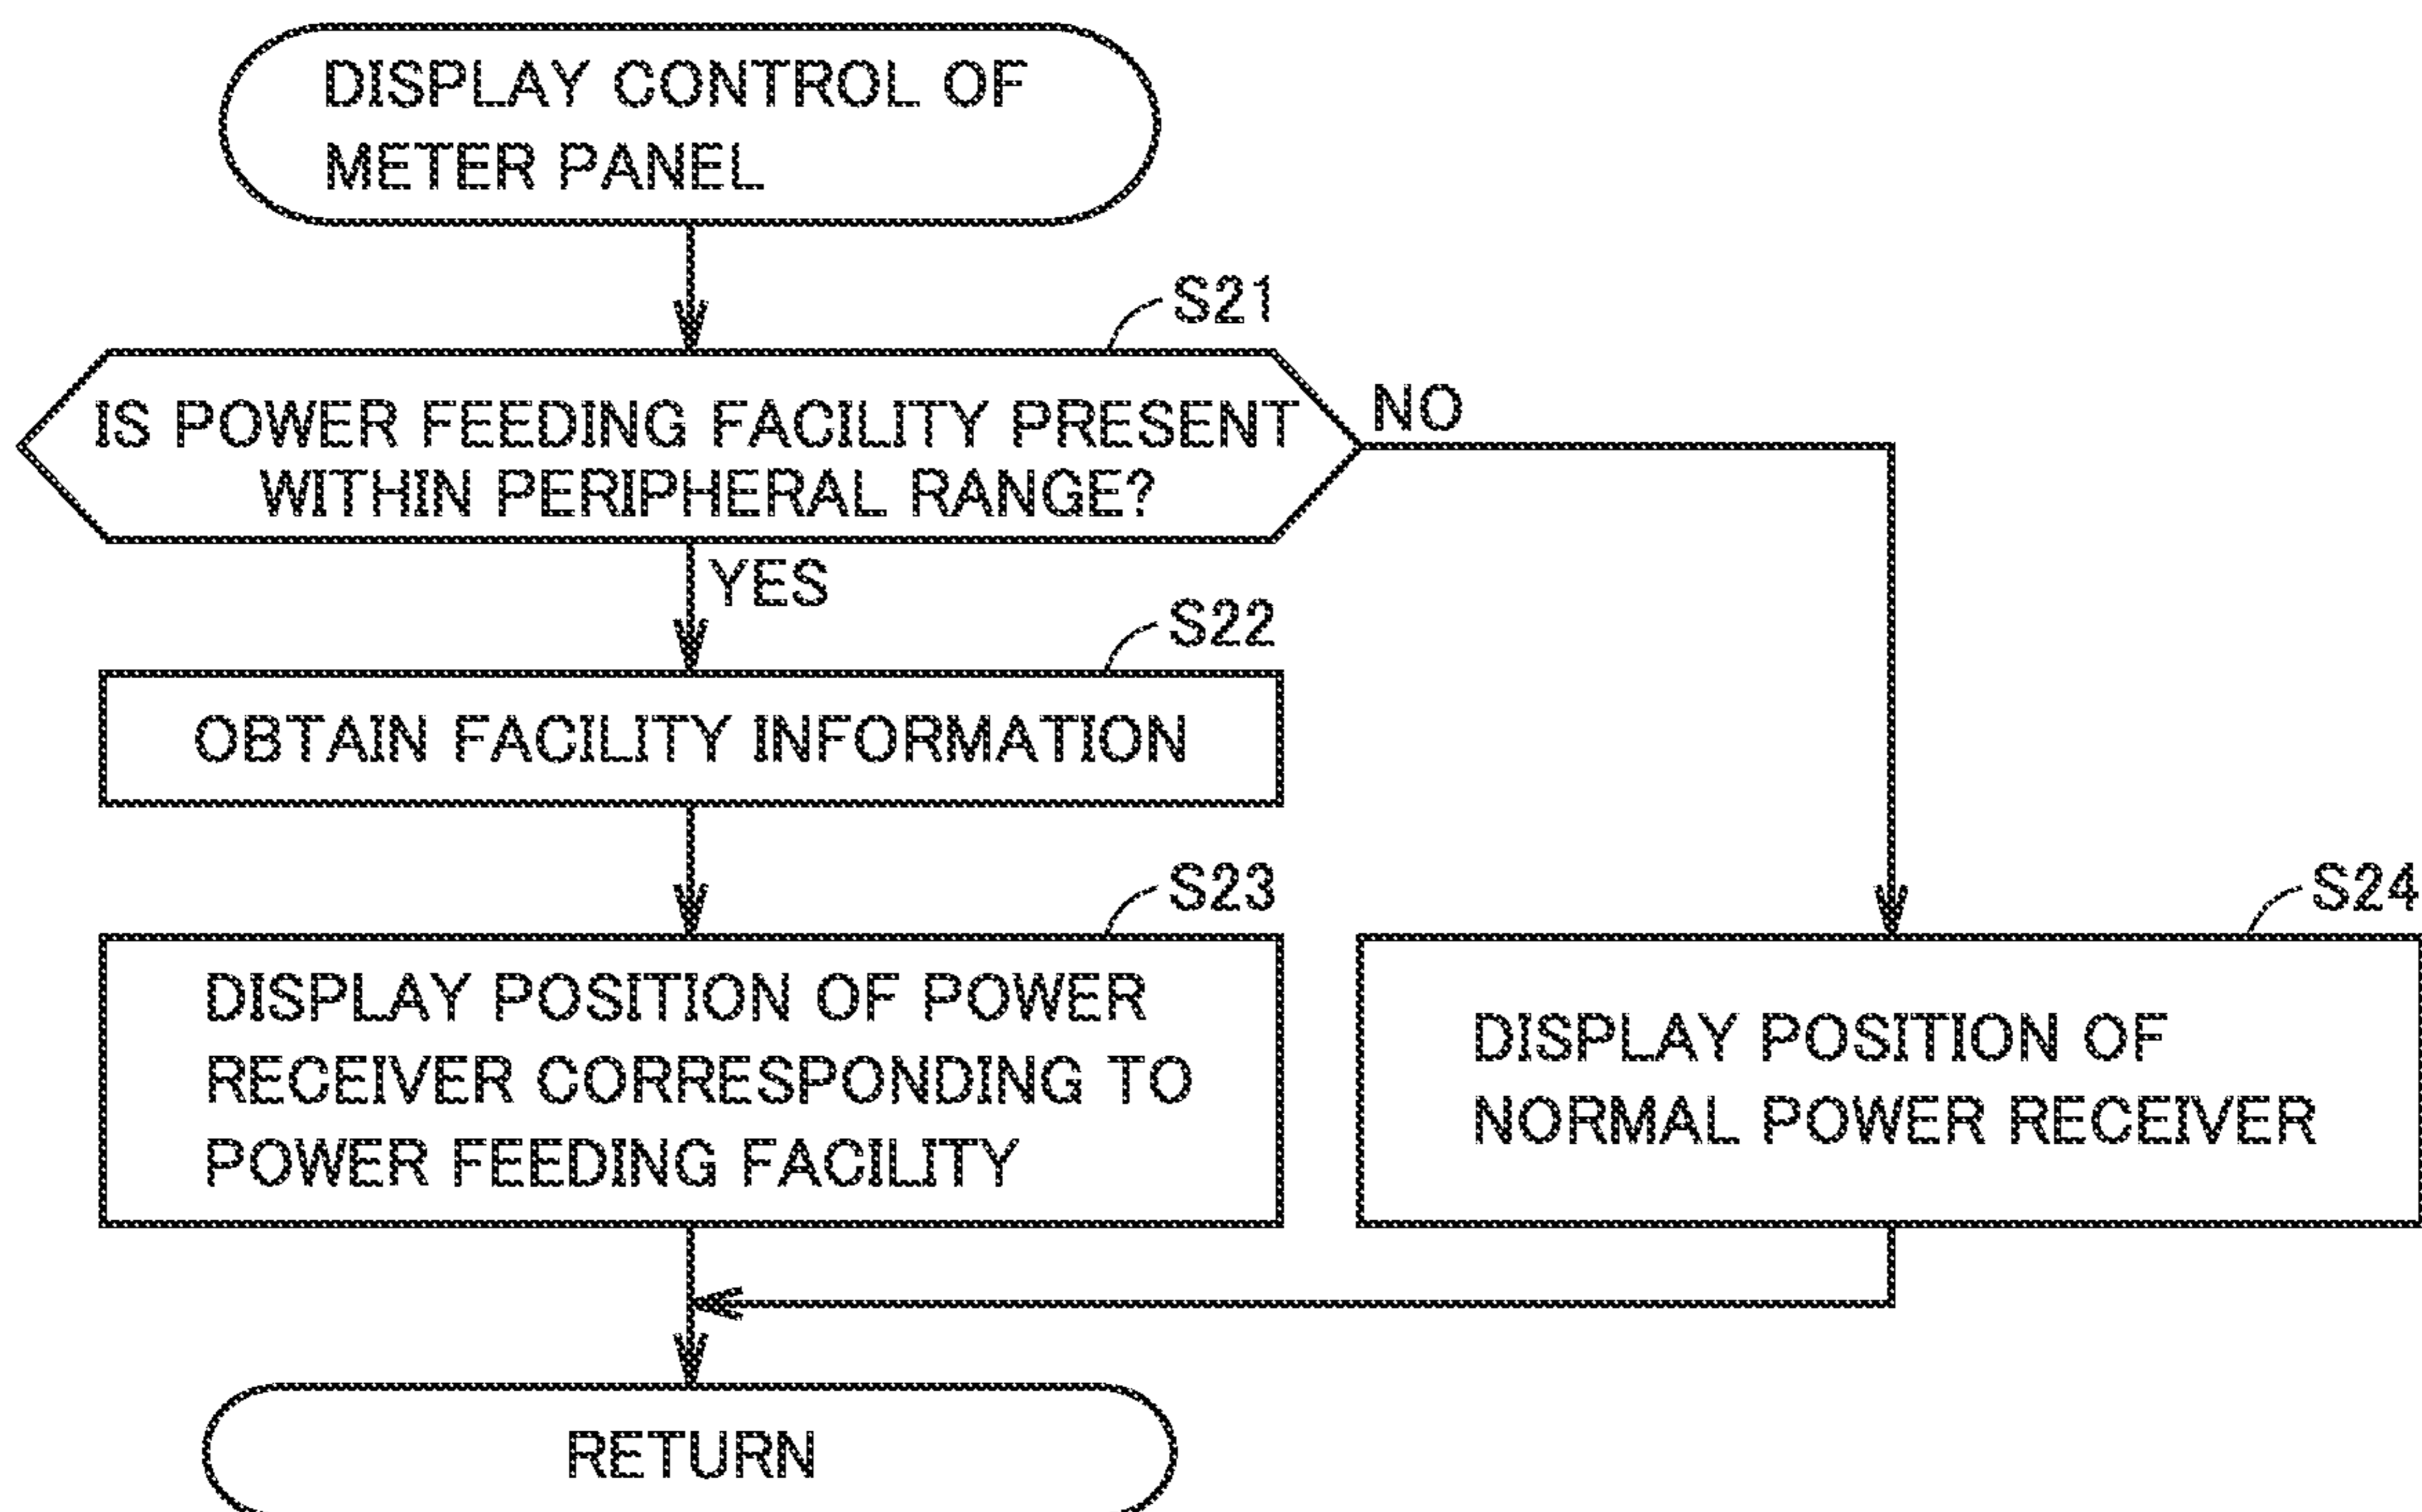 DISPLAY CONTROL OF
METER PANEL
S21
IS POWER FEEDING FACILITY PRESENT
WITHIN PERIPHERAL RANGE?
NO
YES
S22
OBTAIN FACILITY INFORMATION
S23
DISPLAY POSITION OF POWER
RECEIVER CORRESPONDING TO
POWER FEEDING FACILITY
S24
DISPLAY POSITION OF
NORMAL POWER RECEIVER
RETURN